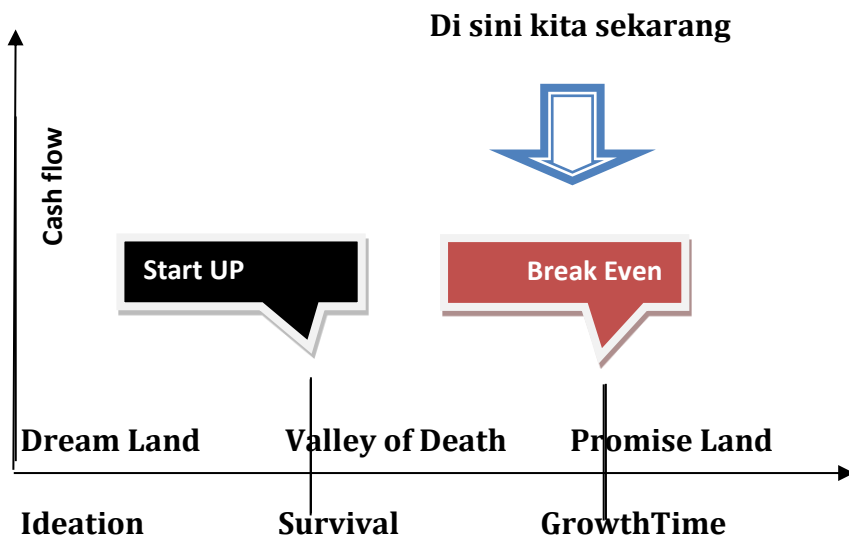 Di sini kita sekarang
Cash flow
Start UP
Break Even
Dream Land
Valley of Death
Promise Land
Ideation
Survival
GrowthTime